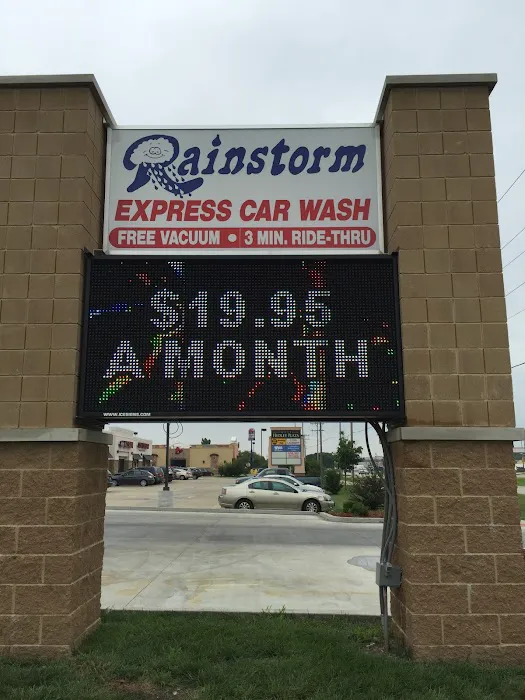 Rainstorm
EXPRESS CAR WASH
FREE VACUUM • 3 MIN. RIDE-THRU
$19.95
A MONTH